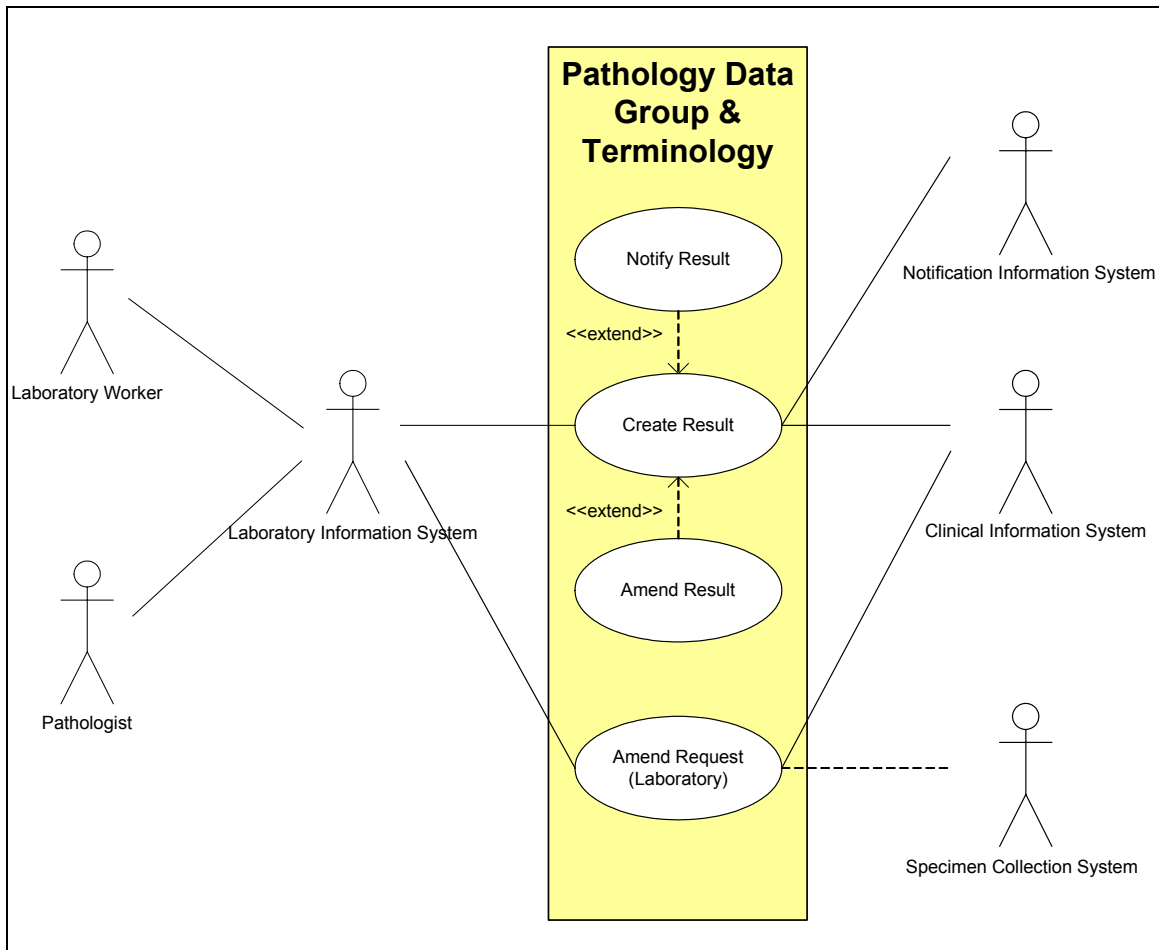 Pathology Data
Group &
Terminology
Notify Result
Notification Information System
<<extend>>
Laboratory Worker
Create Result
<<extend>>
Laboratory Information System
Clinical Information System
Amend Result
Pathologist
Amend Request
(Laboratory)
Specimen Collection System